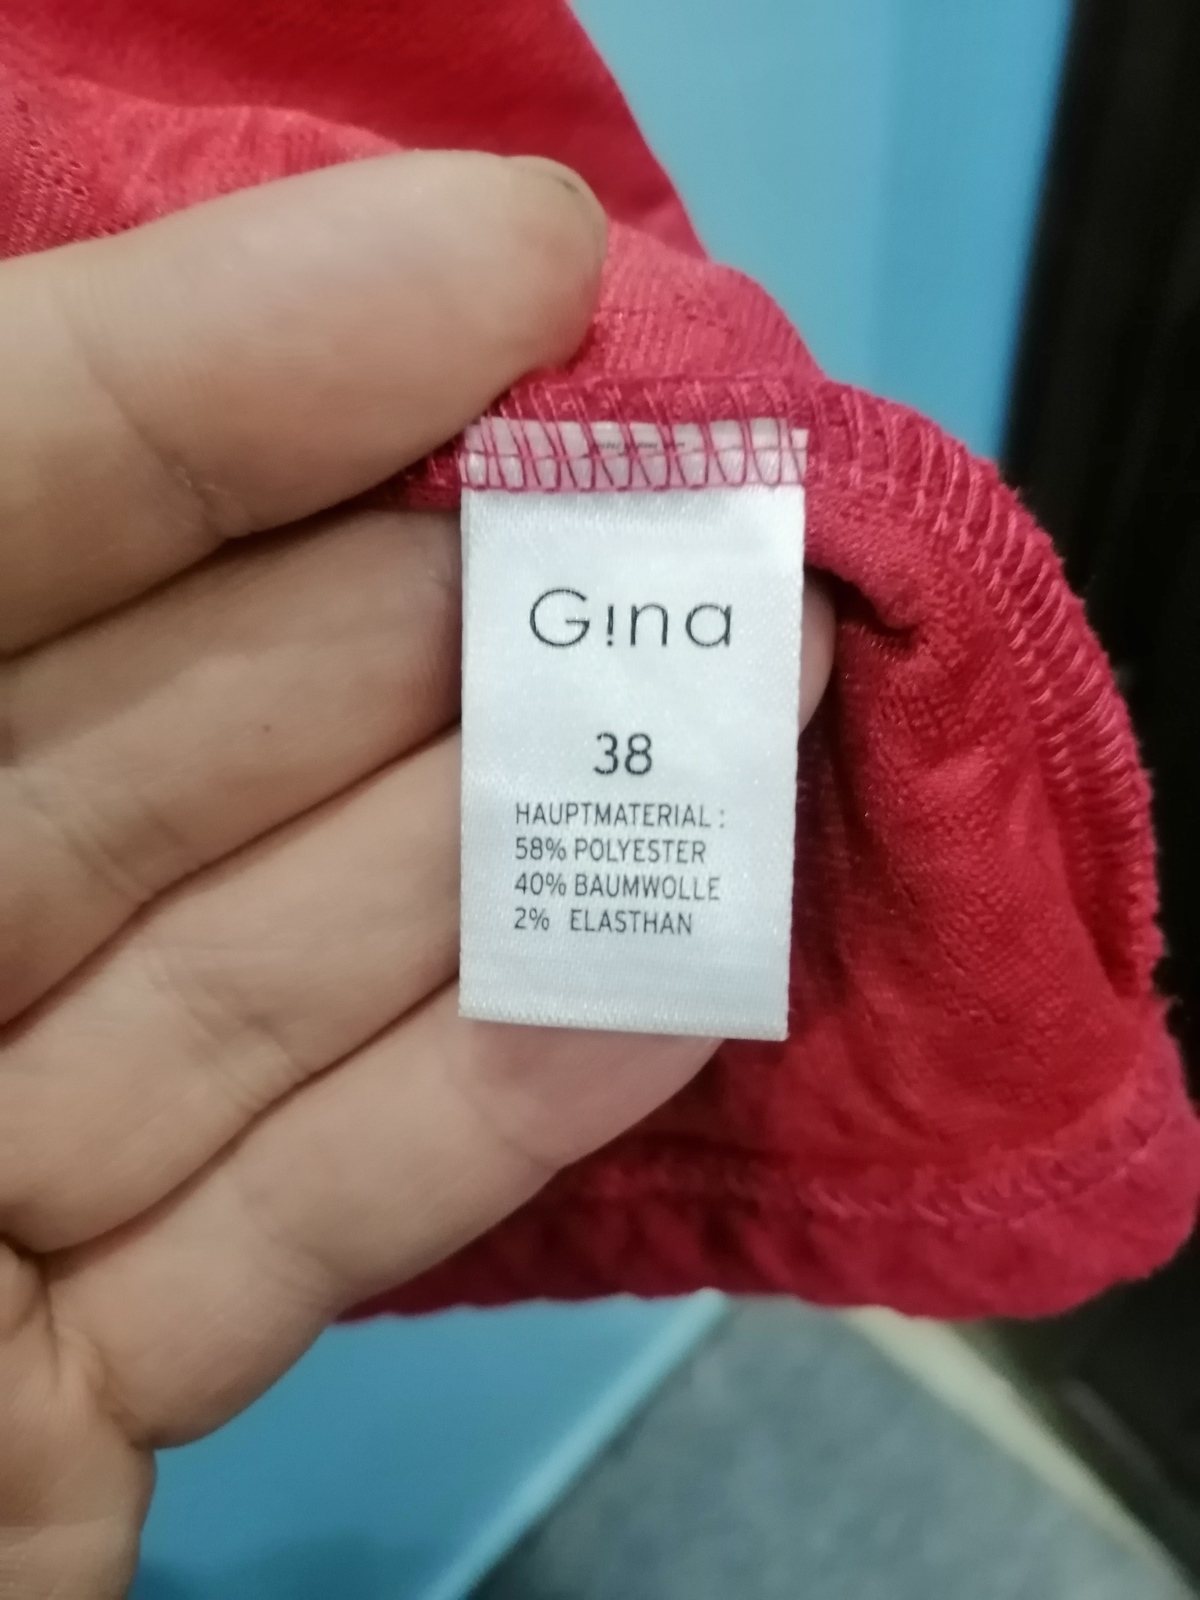 G!na
38
HAUPTMATERIAL :
58% POLYESTER
40% BAUMWOLLE
2% ELASTHAN